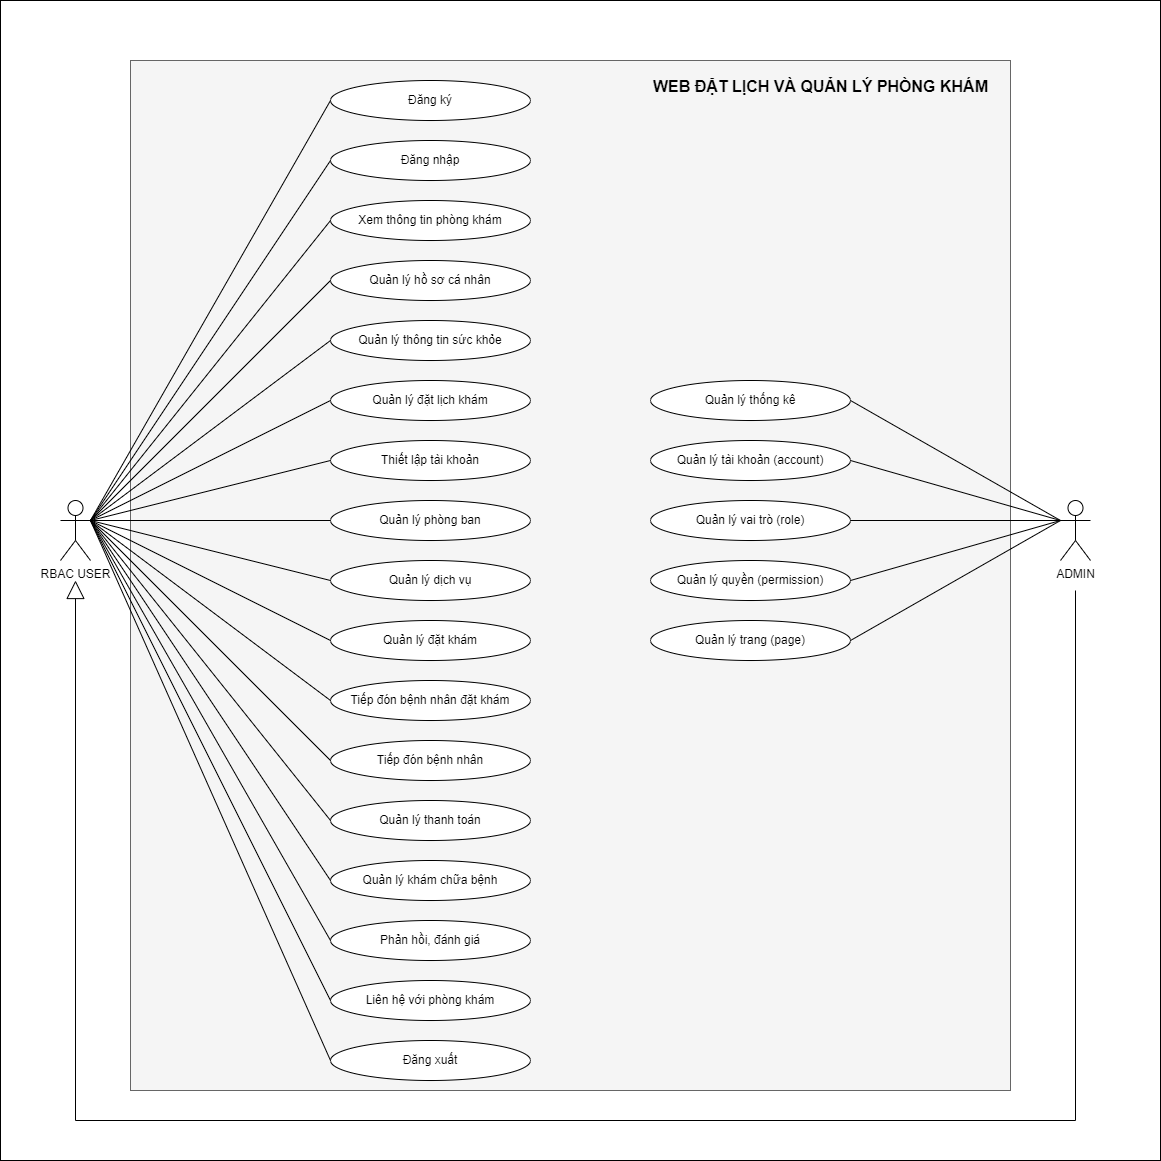 WEB ĐẶT LỊCH VÀ QUẢN LÝ PHÒNG KHÁM
Đăng ký
Đăng nhập
Xem thông tin phòng khám
Quản lý hồ sơ cá nhân
Quản lý thông tin sức khỏe
Quản lý đặt lịch khám
Thiết lập tài khoản
Quản lý phòng ban
Quản lý dịch vụ
Quản lý đặt khám
Tiếp đón bệnh nhân đặt khám
Tiếp đón bệnh nhân
Quản lý thanh toán
Quản lý khám chữa bệnh
Phản hồi, đánh giá
Liên hệ với phòng khám
Đăng xuất
RBAC USER
Quản lý thống kê
Quản lý tài khoản (account)
Quản lý vai trò (role)
Quản lý quyền (permission)
Quản lý trang (page)
ADMIN